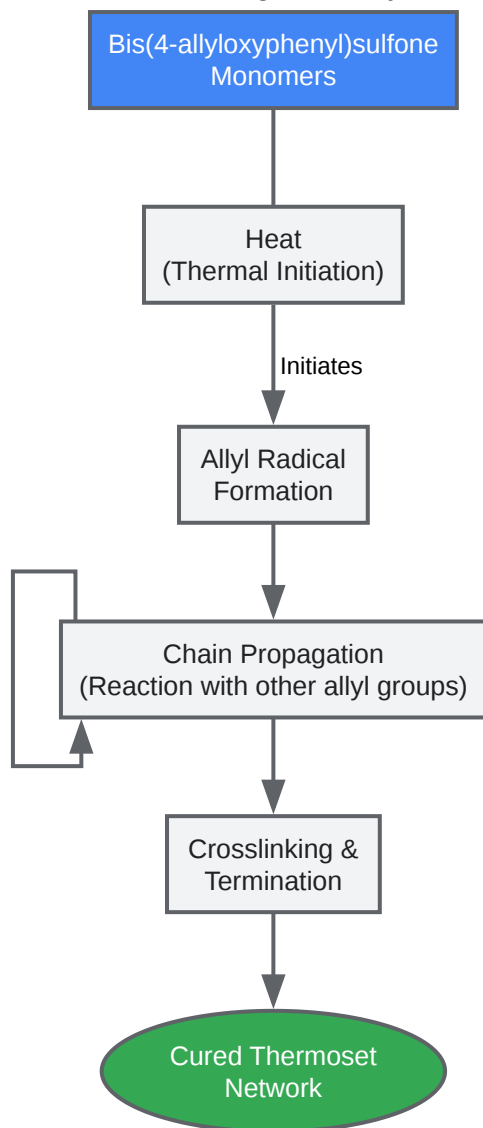 Bis(4-allyloxyphenyl)sulfone
Monomers
Heat
(Thermal Initiation)
Initiates
Allyl Radical
Formation
Chain Propagation
(Reaction with other allyl groups)
Crosslinking &
Termination
Cured Thermoset
Network